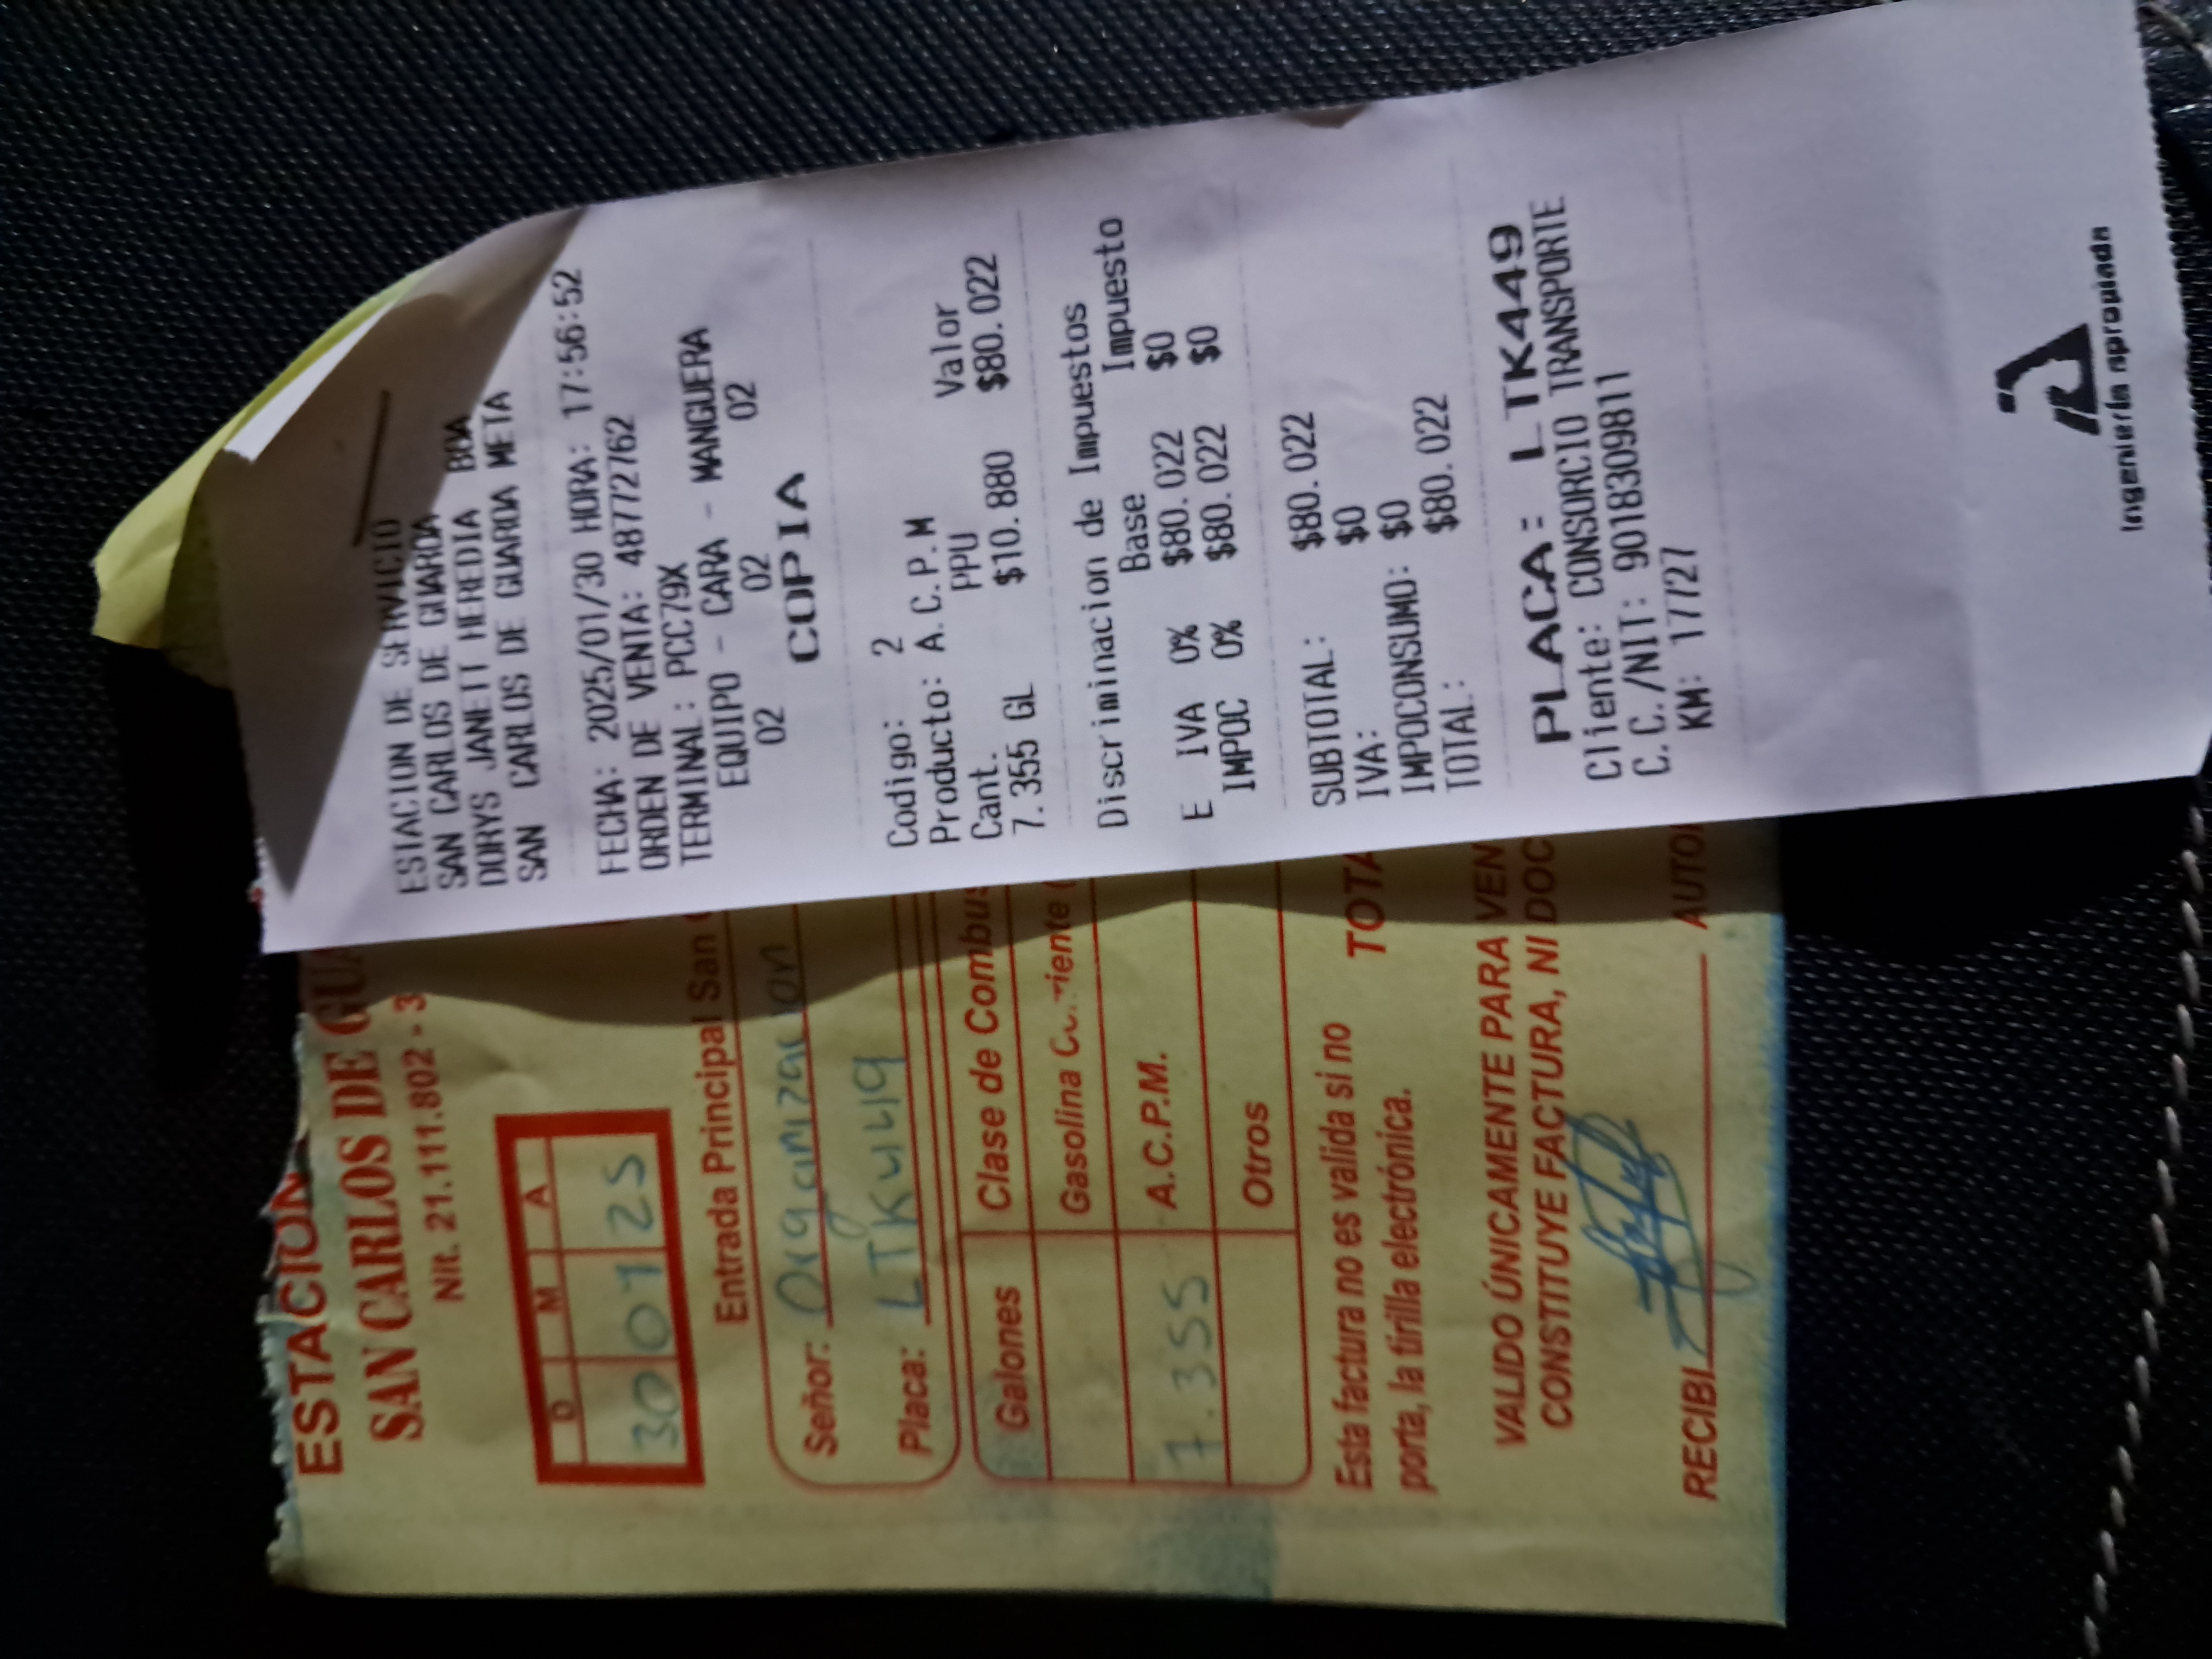 ESTACION DE SERVICIO
SAN CARLOS DE GUAROA
DORYS JANETT HEREDIA BOA
SAN CARLOS DE GUAROA META
FECHA: 2025/01/30 HORA: 17:56:52
ORDEN DE VENTA: 487727762
TERMINAL: PCC79X
EQUIPO - CARA - MANGUERA
02 02 02
COPIA
Codigo: 2
Producto: A.C.P.M
Cant. PPU Valor
7.355 GL $10.880 $80.022
Discriminacion de Impuestos
Base Impuesto
E IVA 0% $80.022 $0
IMPOC 0% $80.022 $0
SUBTOTAL: $80.022
IVA: $0
IMPOCONSUMO: $0
TOTAL: $80.022
PLACA: LTK449
Cliente: CONSORCIO TRANSPORTE
C.C./NIT: 9018309811
KM: 17727
Ingeniería apropiada
ESTACION
SAN CARLOS DE GUA
Nit. 21.111.802 - 3
D M A
30 01 25
Entrada Principal San
Señor: Organizacion
Placa: LTK449
Galones Clase de Combus
Gasolina Corriente (
7.355 A.C.P.M.
Otros
Esta factura no es valida si no
porta, la tirilla electrónica.
TOTA
VALIDO ÚNICAMENTE PARA VEN
CONSTITUYE FACTURA, NI DOC
RECIBI AUTO